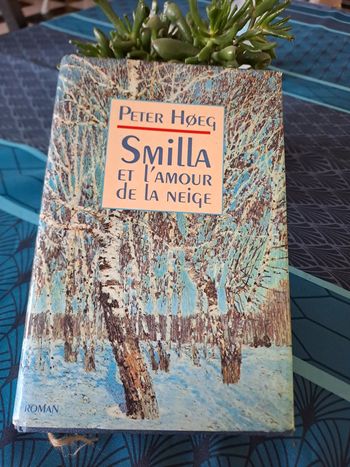 PETER HØEG
SMILLA
ET L'AMOUR
DE LA NEIGE
ROMAN